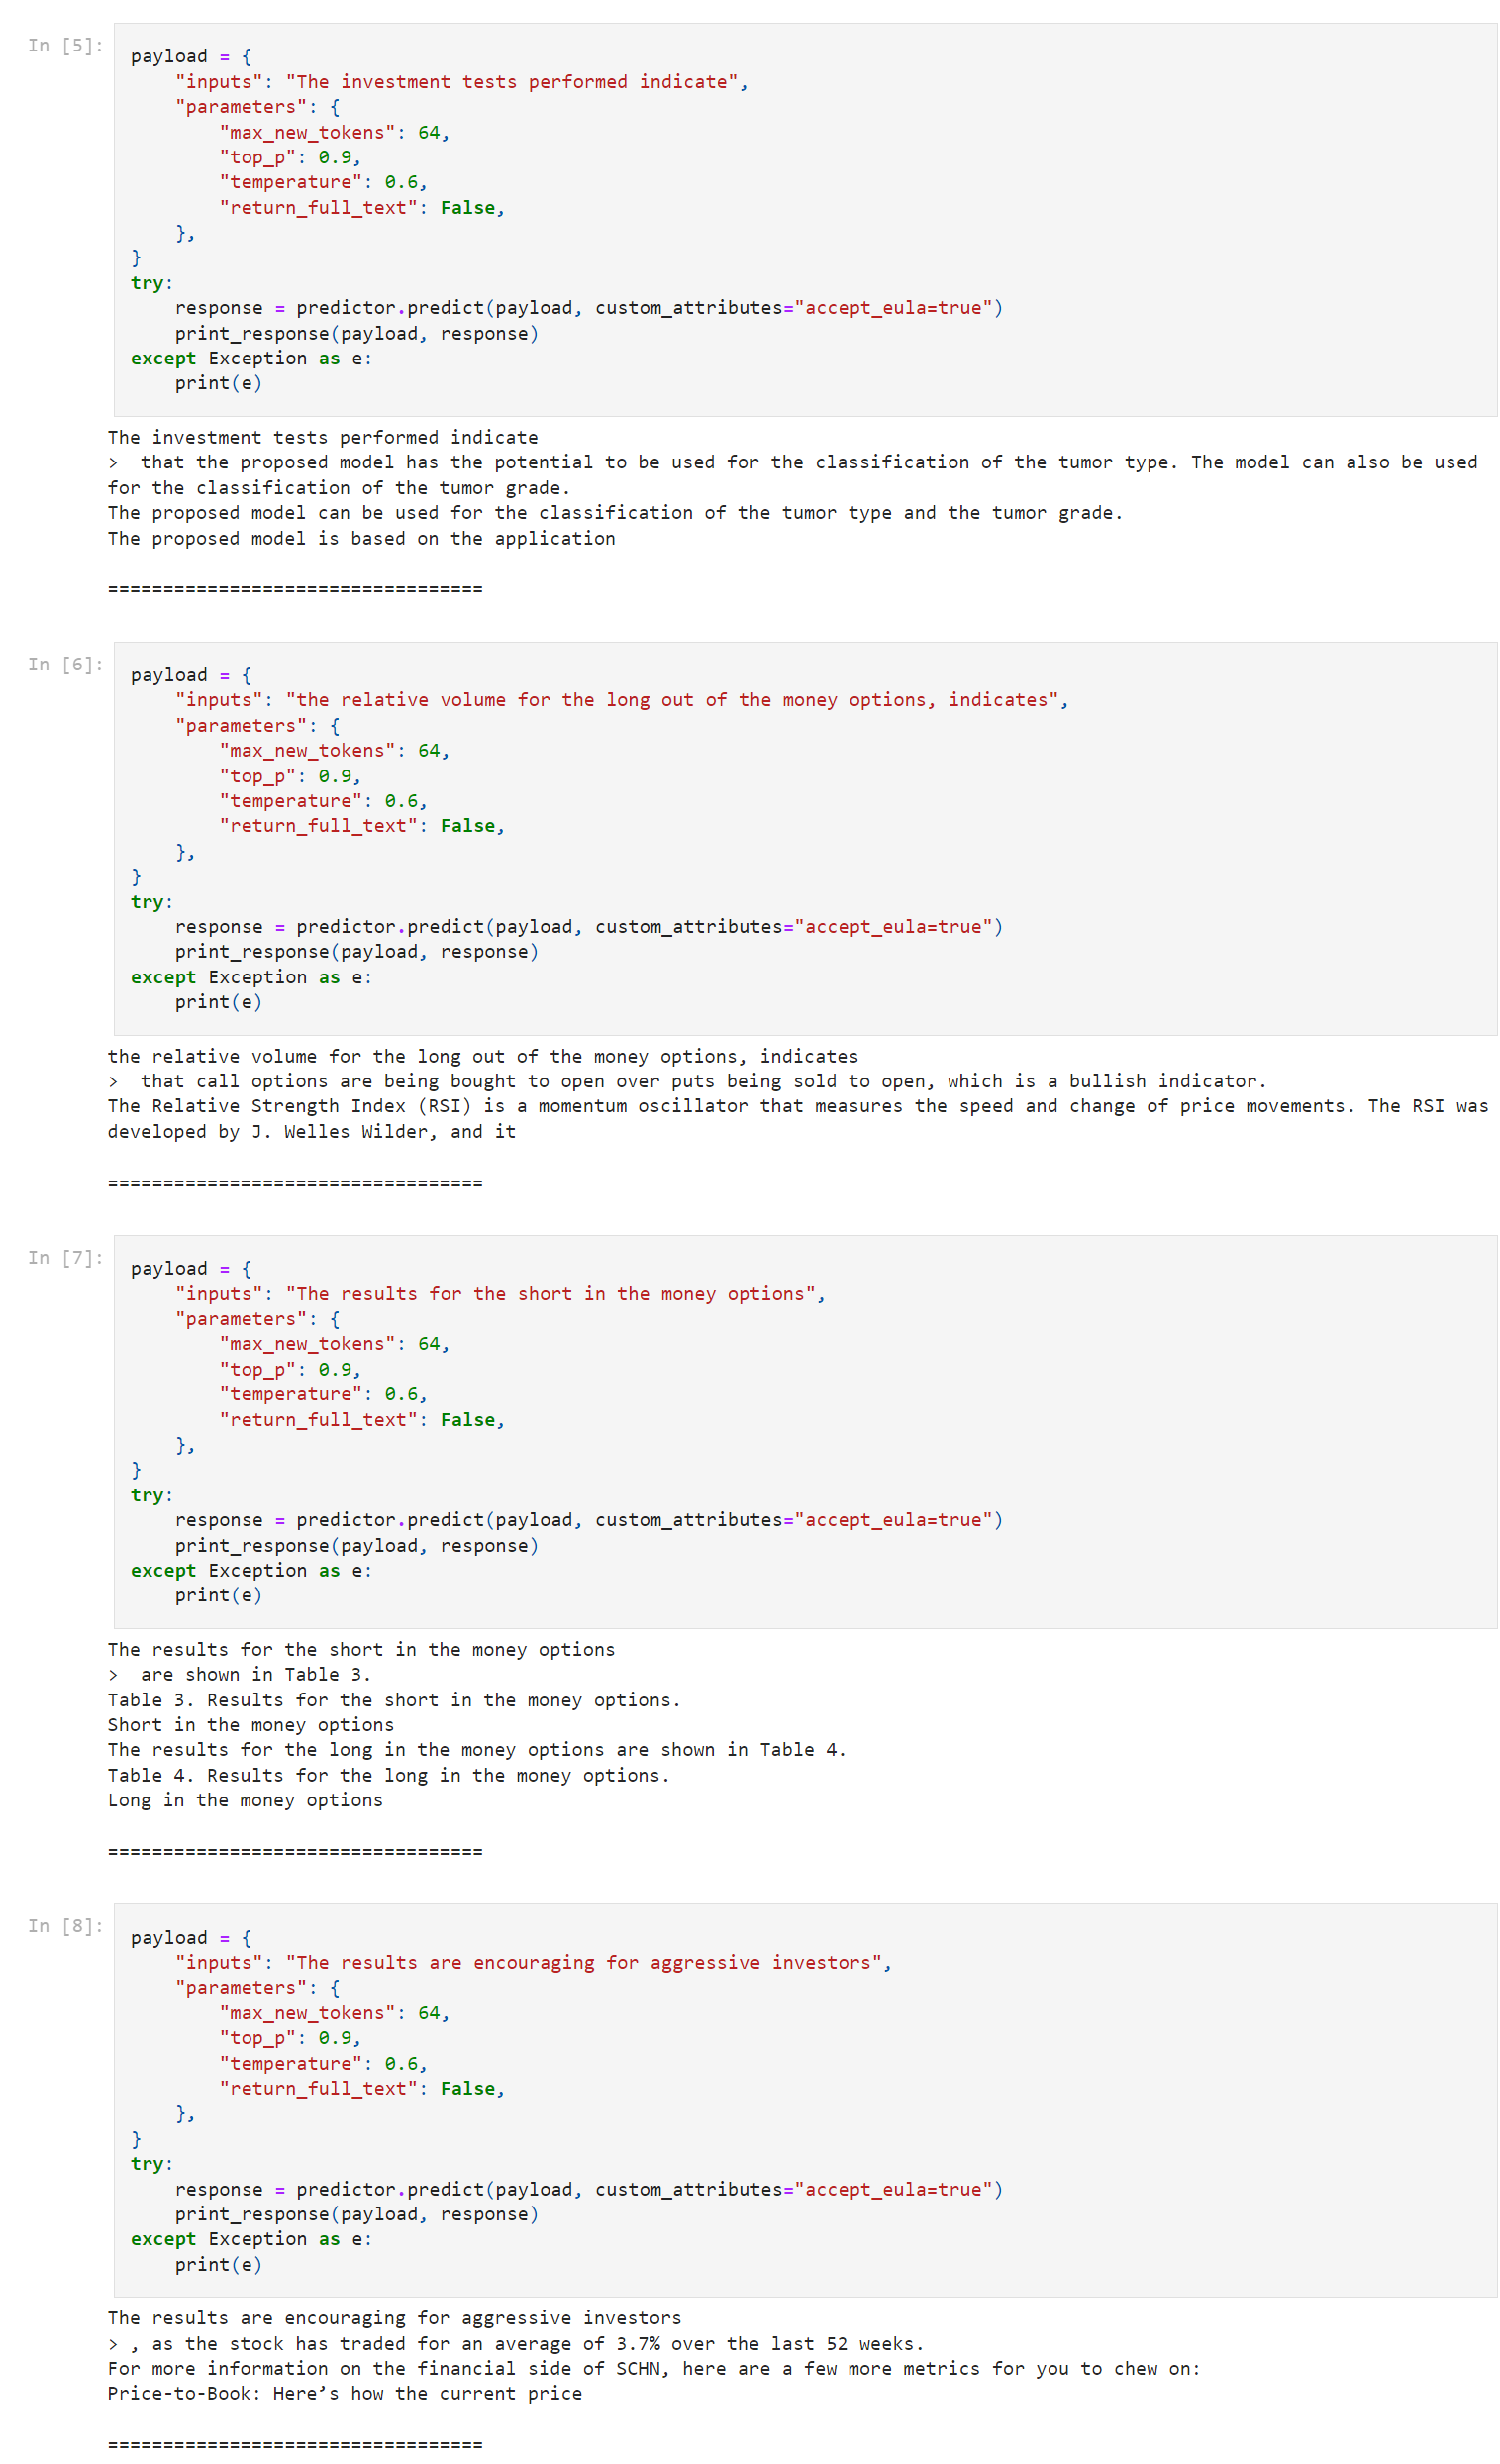 In [5]:
payload = {
    "inputs": "The investment tests performed indicate",
    "parameters": {
        "max_new_tokens": 64,
        "top_p": 0.9,
        "temperature": 0.6,
        "return_full_text": False,
    },
}
try:
    response = predictor.predict(payload, custom_attributes="accept_eula=true")
    print_response(payload, response)
except Exception as e:
    print(e)
The investment tests performed indicate
>  that the proposed model has the potential to be used for the classification of the tumor type. The model can also be used
for the classification of the tumor grade.
The proposed model can be used for the classification of the tumor type and the tumor grade.
The proposed model is based on the application
==================================
In [6]:
payload = {
    "inputs": "the relative volume for the long out of the money options, indicates",
    "parameters": {
        "max_new_tokens": 64,
        "top_p": 0.9,
        "temperature": 0.6,
        "return_full_text": False,
    },
}
try:
    response = predictor.predict(payload, custom_attributes="accept_eula=true")
    print_response(payload, response)
except Exception as e:
    print(e)
the relative volume for the long out of the money options, indicates
>  that call options are being bought to open over puts being sold to open, which is a bullish indicator.
The Relative Strength Index (RSI) is a momentum oscillator that measures the speed and change of price movements. The RSI was
developed by J. Welles Wilder, and it
==================================
In [7]:
payload = {
    "inputs": "The results for the short in the money options",
    "parameters": {
        "max_new_tokens": 64,
        "top_p": 0.9,
        "temperature": 0.6,
        "return_full_text": False,
    },
}
try:
    response = predictor.predict(payload, custom_attributes="accept_eula=true")
    print_response(payload, response)
except Exception as e:
    print(e)
The results for the short in the money options
>  are shown in Table 3.
Table 3. Results for the short in the money options.
Short in the money options
The results for the long in the money options are shown in Table 4.
Table 4. Results for the long in the money options.
Long in the money options
==================================
In [8]:
payload = {
    "inputs": "The results are encouraging for aggressive investors",
    "parameters": {
        "max_new_tokens": 64,
        "top_p": 0.9,
        "temperature": 0.6,
        "return_full_text": False,
    },
}
try:
    response = predictor.predict(payload, custom_attributes="accept_eula=true")
    print_response(payload, response)
except Exception as e:
    print(e)
The results are encouraging for aggressive investors
> , as the stock has traded for an average of 3.7% over the last 52 weeks.
For more information on the financial side of SCHN, here are a few more metrics for you to chew on:
Price-to-Book: Here’s how the current price
==================================